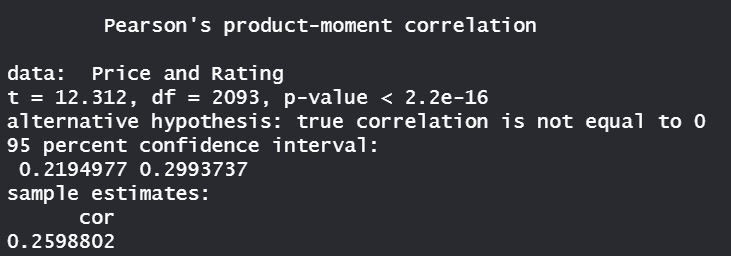 Pearson's product-moment correlation
data:  Price and Rating
t = 12.312, df = 2093, p-value < 2.2e-16
alternative hypothesis: true correlation is not equal to 0
95 percent confidence interval:
 0.2194977 0.2993737
sample estimates:
      cor
0.2598802